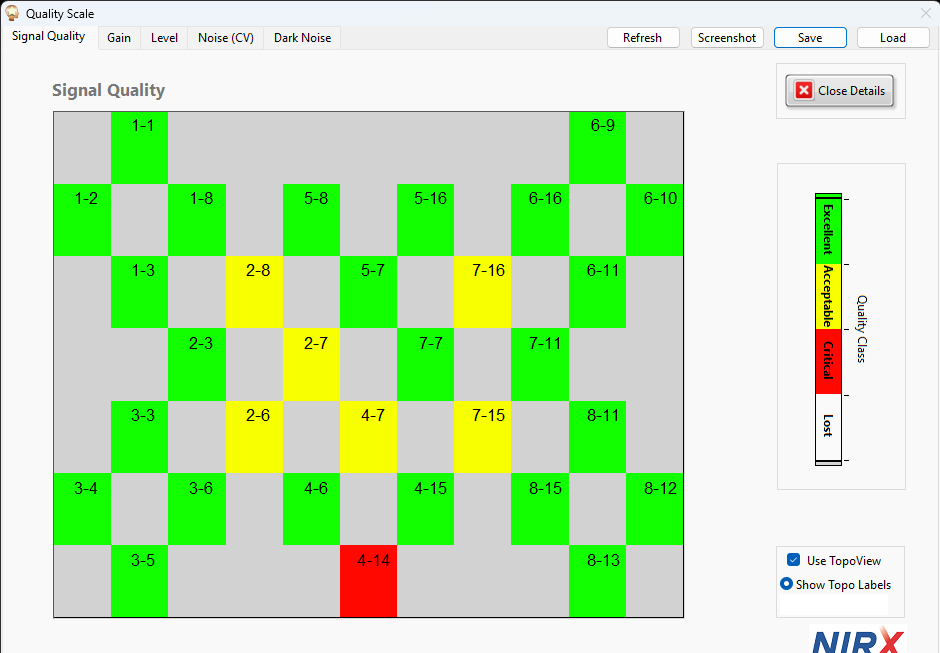 Quality Scale
Signal Quality Gain Level Noise (CV) Dark Noise Refresh Screenshot Save Load
Signal Quality
Close Details
1-1 6-9
1-2 1-8 5-8 5-16 6-16 6-10
1-3 2-8 5-7 7-16 6-11
2-3 2-7 7-7 7-11
3-3 2-6 4-7 7-15 8-11
3-4 3-6 4-6 4-15 8-15 8-12
3-5 4-14 8-13
Excellent
Acceptable
Critical
Lost
Quality Class
Use TopoView
Show Topo Labels
NIRX